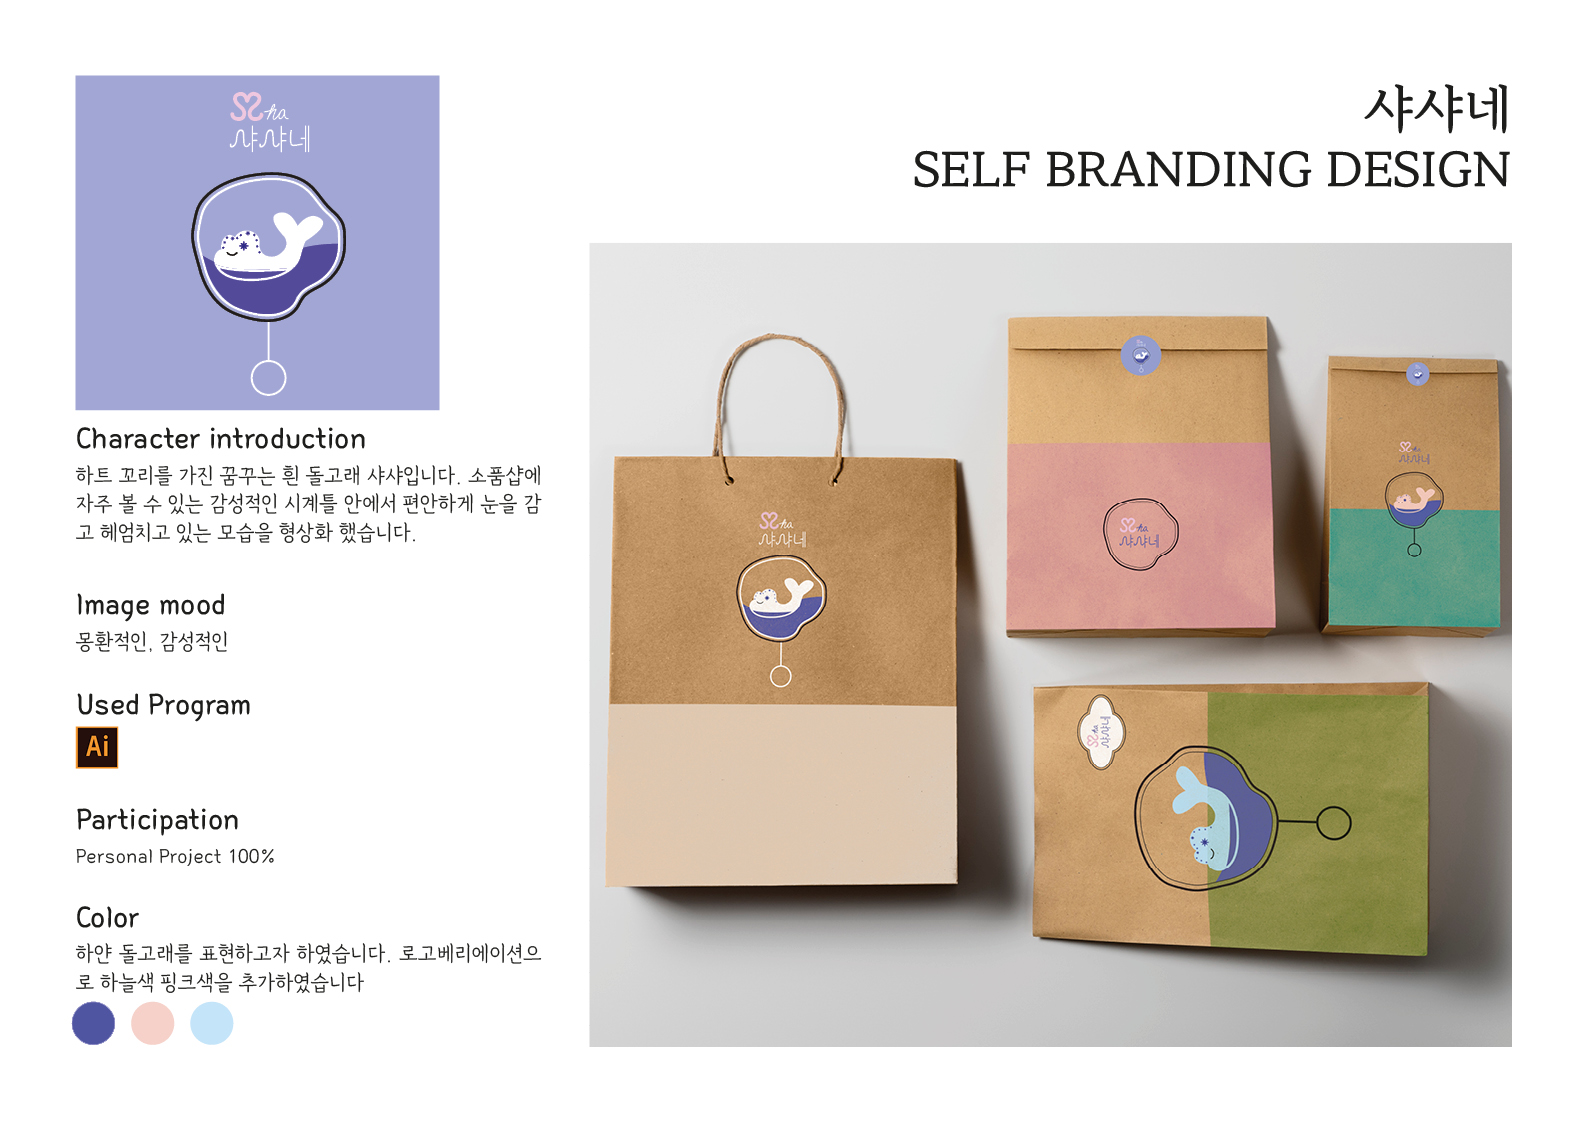 Sha
샤샤네
샤샤네
SELF BRANDING DESIGN
Character introduction
하트 꼬리를 가진 꿈꾸는 흰 돌고래 샤샤입니다. 소품샵에
자주 볼 수 있는 감성적인 시계틀 안에서 편안하게 눈을 감
고 헤엄치고 있는 모습을 형상화 했습니다.
Image mood
몽환적인, 감성적인
Used Program
Ai
Participation
Personal Project 100%
Color
하얀 돌고래를 표현하고자 하였습니다. 로고베리에이션으
로 하늘색 핑크색을 추가하였습니다
Sha
샤샤네
Sha
샤샤네
Sha
샤샤네
Sha
샤샤네